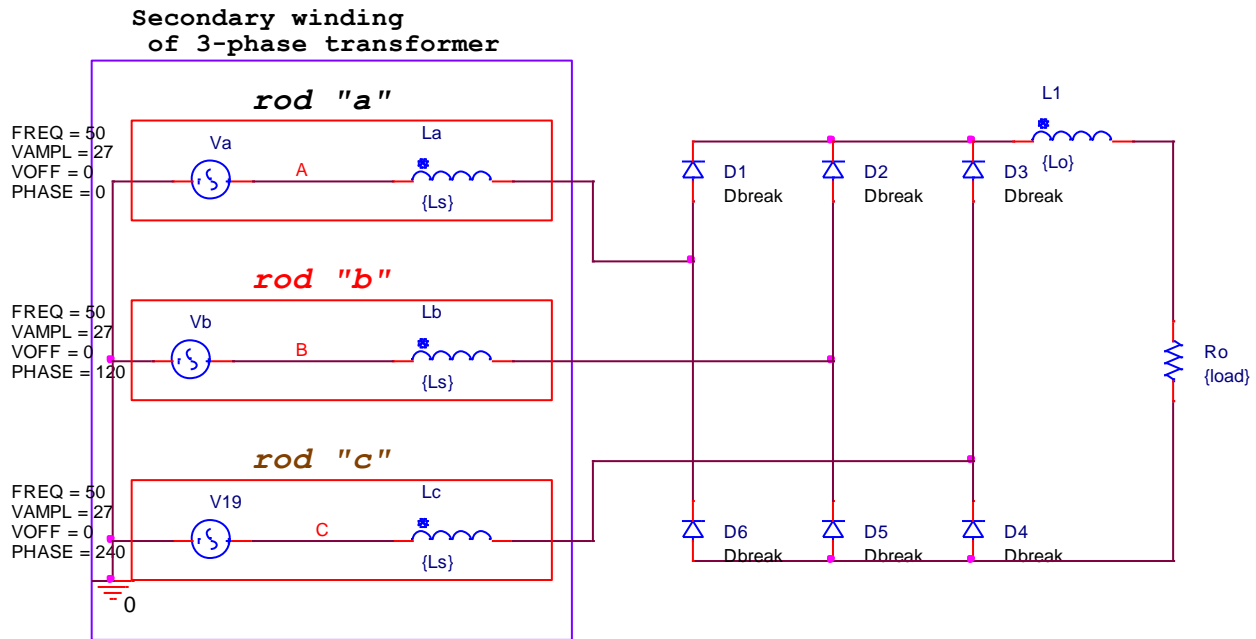 Secondary winding
of 3-phase transformer
rod "a"
FREQ = 50
VAMPL = 27
VOFF = 0
PHASE = 0
Va
A
La
{Ls}
L1
{Lo}
D1
Dbreak
D2
Dbreak
D3
Dbreak
rod "b"
FREQ = 50
VAMPL = 27
VOFF = 0
PHASE = 120
Vb
B
Lb
{Ls}
Ro
{load}
rod "c"
FREQ = 50
VAMPL = 27
VOFF = 0
PHASE = 240
V19
C
Lc
{Ls}
D6
Dbreak
D5
Dbreak
D4
Dbreak
0